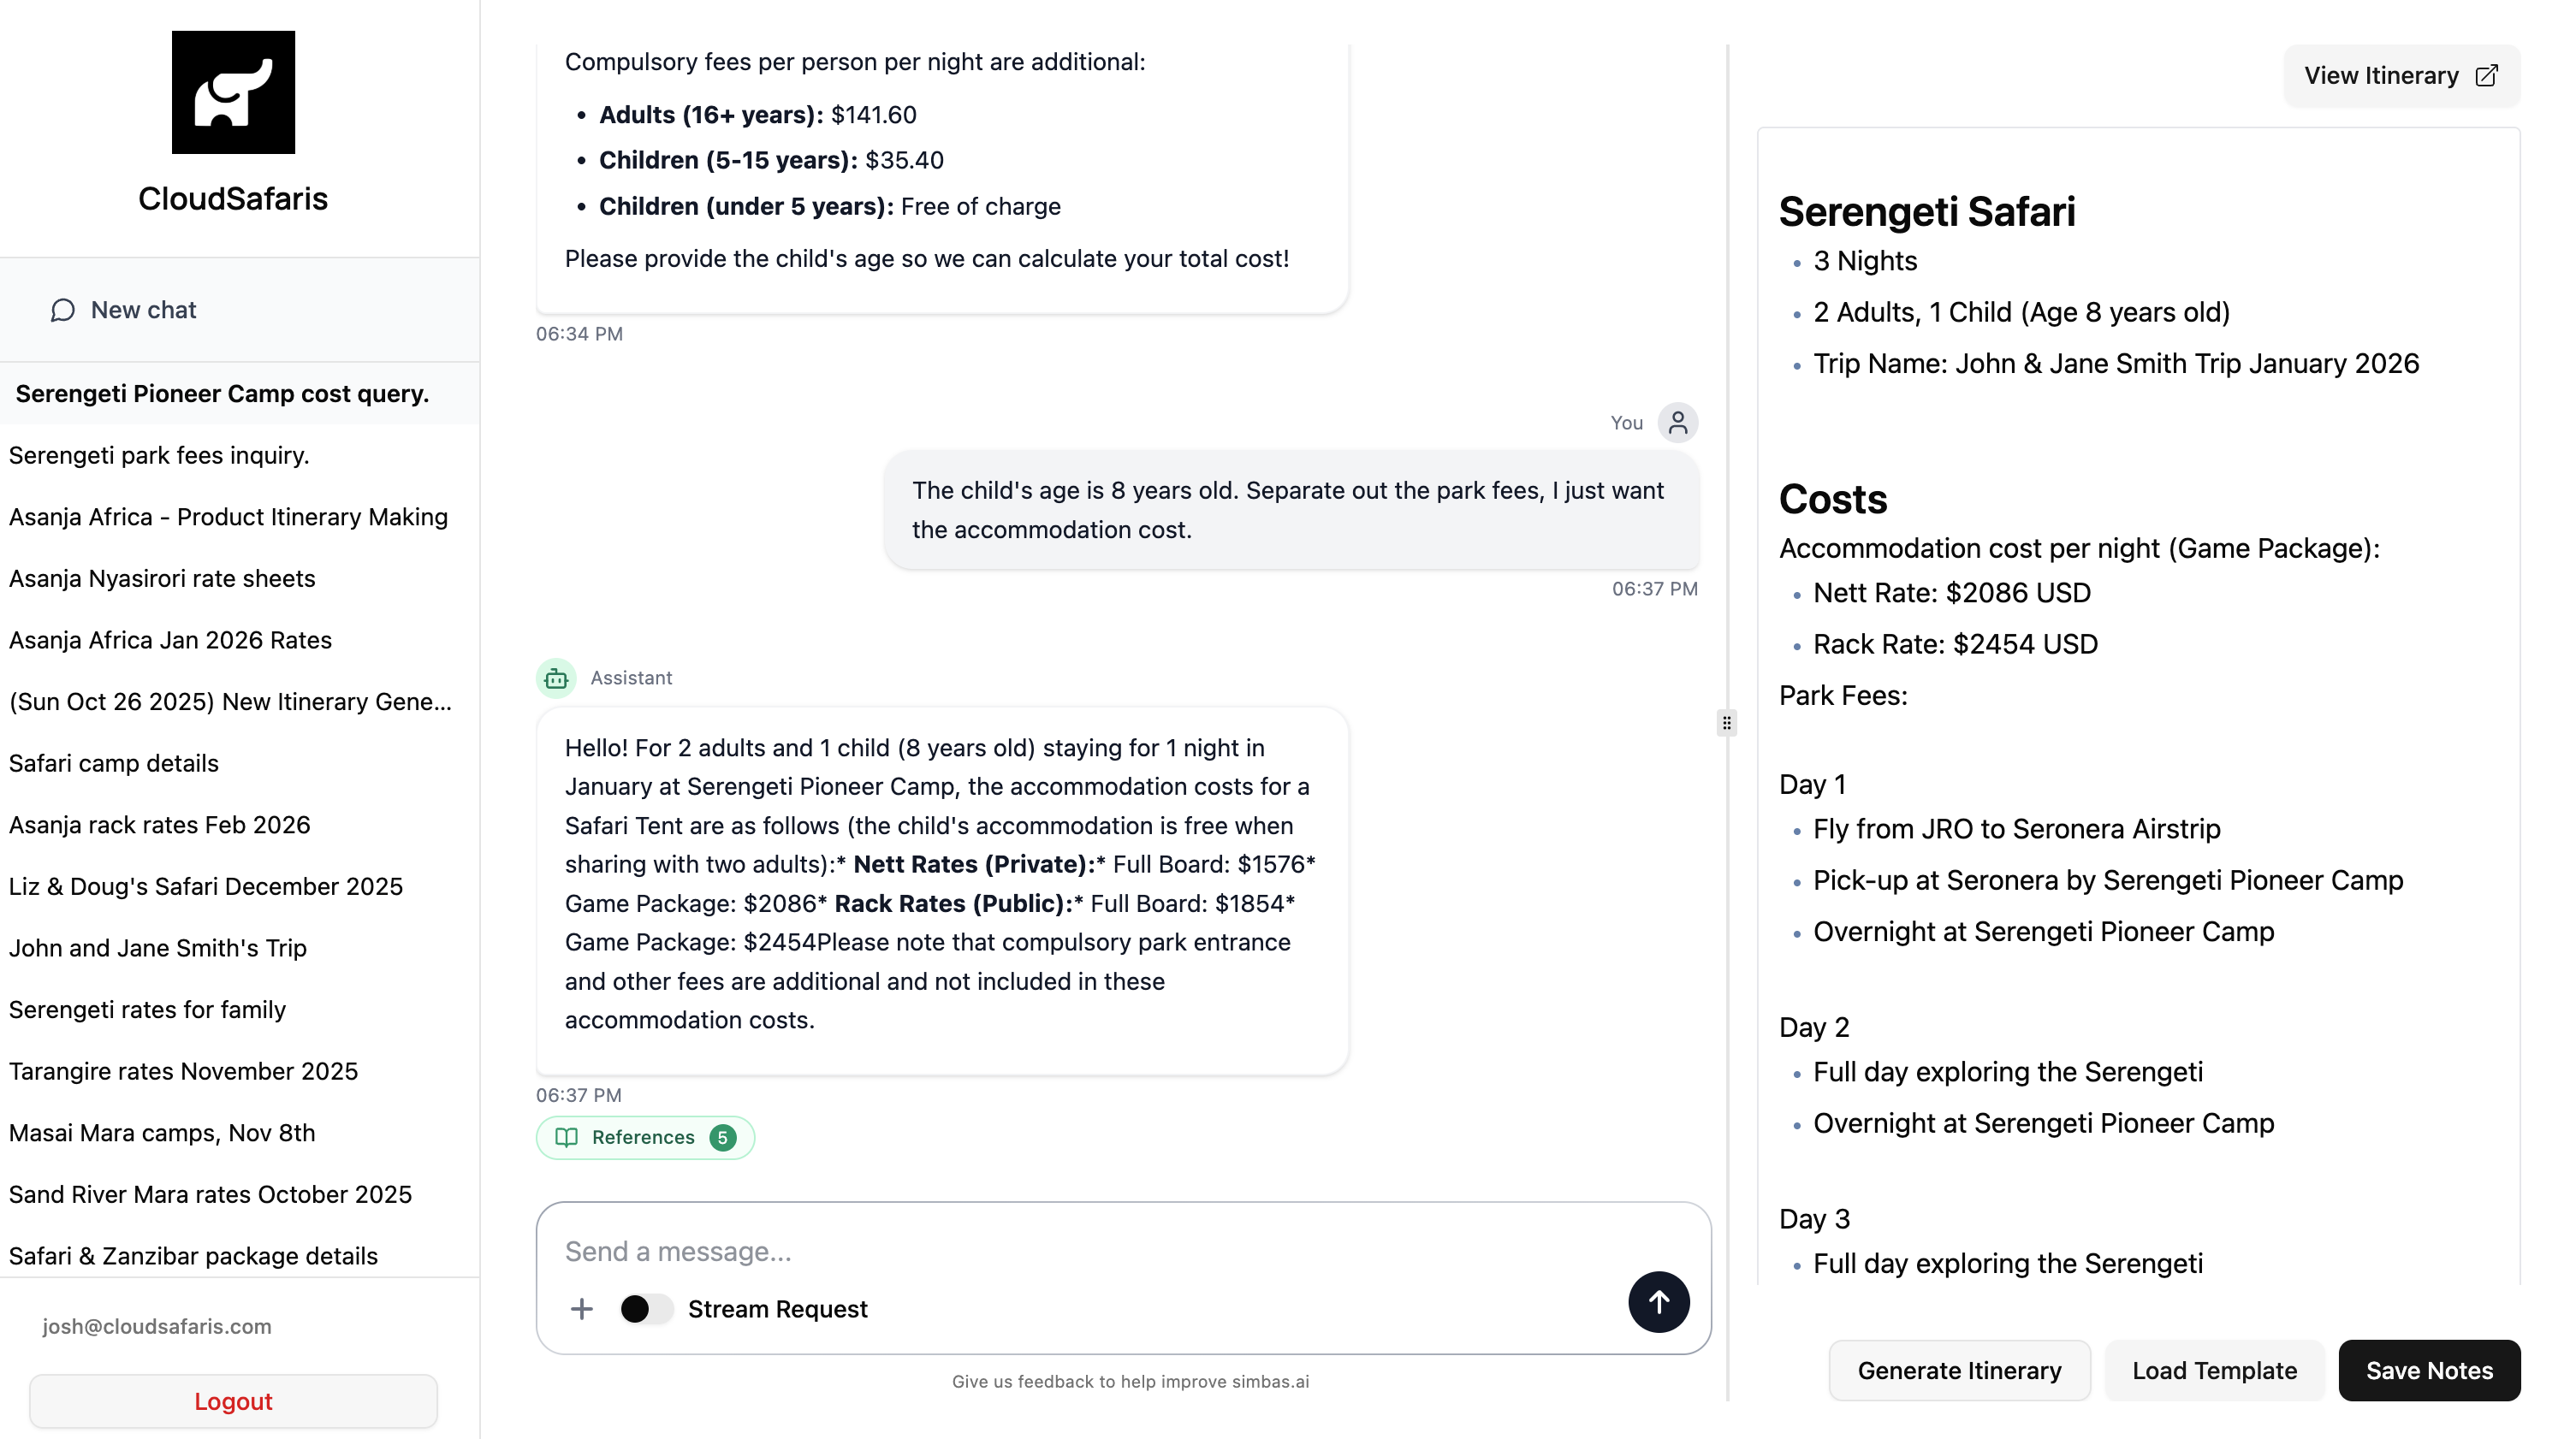 CloudSafaris
New chat
Serengeti Pioneer Camp cost query.
Serengeti park fees inquiry.
Asanja Africa - Product Itinerary Making
Asanja Nyasirori rate sheets
Asanja Africa Jan 2026 Rates
(Sun Oct 26 2025) New Itinerary Gene...
Safari camp details
Asanja rack rates Feb 2026
Liz & Doug's Safari December 2025
John and Jane Smith's Trip
Serengeti rates for family
Tarangire rates November 2025
Masai Mara camps, Nov 8th
Sand River Mara rates October 2025
Safari & Zanzibar package details
josh@cloudsafaris.com
Logout
Compulsory fees per person per night are additional:
• Adults (16+ years): $141.60
• Children (5-15 years): $35.40
• Children (under 5 years): Free of charge
Please provide the child's age so we can calculate your total cost!
06:34 PM
You
The child's age is 8 years old. Separate out the park fees, I just want
the accommodation cost.
06:37 PM
Assistant
Hello! For 2 adults and 1 child (8 years old) staying for 1 night in
January at Serengeti Pioneer Camp, the accommodation costs for a
Safari Tent are as follows (the child's accommodation is free when
sharing with two adults):* Nett Rates (Private):* Full Board: $1576*
Game Package: $2086* Rack Rates (Public):* Full Board: $1854*
Game Package: $2454Please note that compulsory park entrance
and other fees are additional and not included in these
accommodation costs.
06:37 PM
References 5
Send a message...
Stream Request
Give us feedback to help improve simbas.ai
View Itinerary
Serengeti Safari
• 3 Nights
• 2 Adults, 1 Child (Age 8 years old)
• Trip Name: John & Jane Smith Trip January 2026
Costs
Accommodation cost per night (Game Package):
• Nett Rate: $2086 USD
• Rack Rate: $2454 USD
Park Fees:
Day 1
• Fly from JRO to Seronera Airstrip
• Pick-up at Seronera by Serengeti Pioneer Camp
• Overnight at Serengeti Pioneer Camp
Day 2
• Full day exploring the Serengeti
• Overnight at Serengeti Pioneer Camp
Day 3
• Full day exploring the Serengeti
Generate Itinerary
Load Template
Save Notes